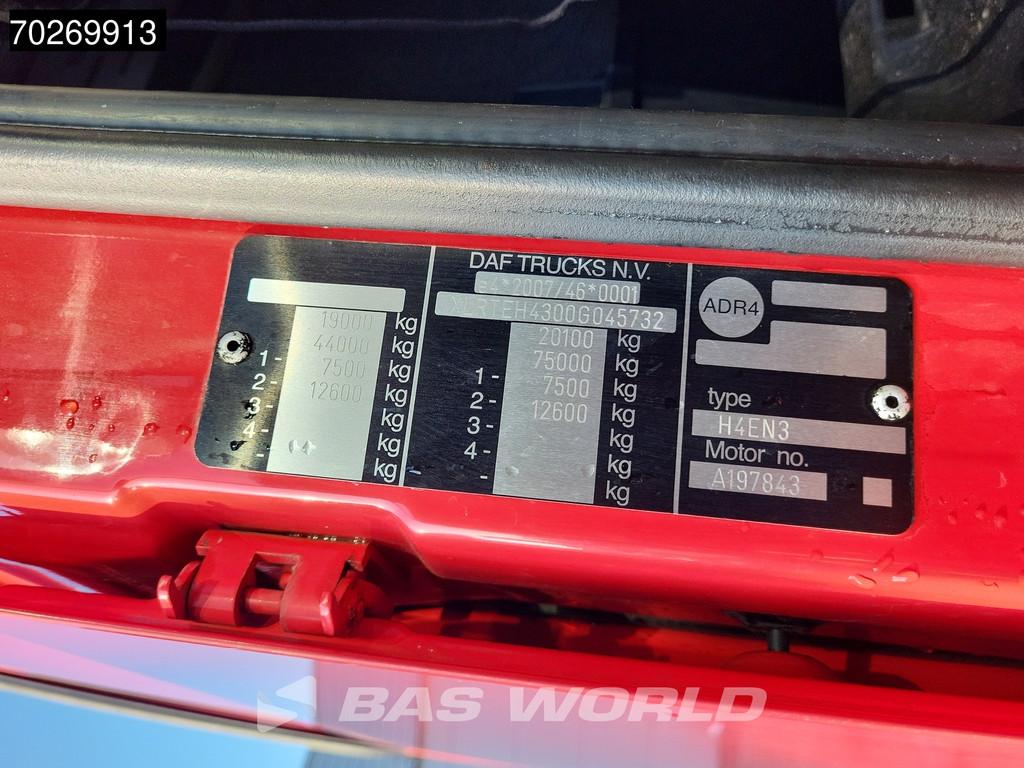 70269913
19000 kg
44000 kg
1- 7500 kg
2- 12600 kg
3- kg
4- kg
- kg
DAF TRUCKS N.V.
e4*2007/46*0001
XLRTEH4300G045732
20100 kg
75000 kg
1- 7500 kg
2- 12600 kg
3- kg
4- kg
- kg
ADR4
type
H4EN3
Motor no.
A197843
BAS WORLD